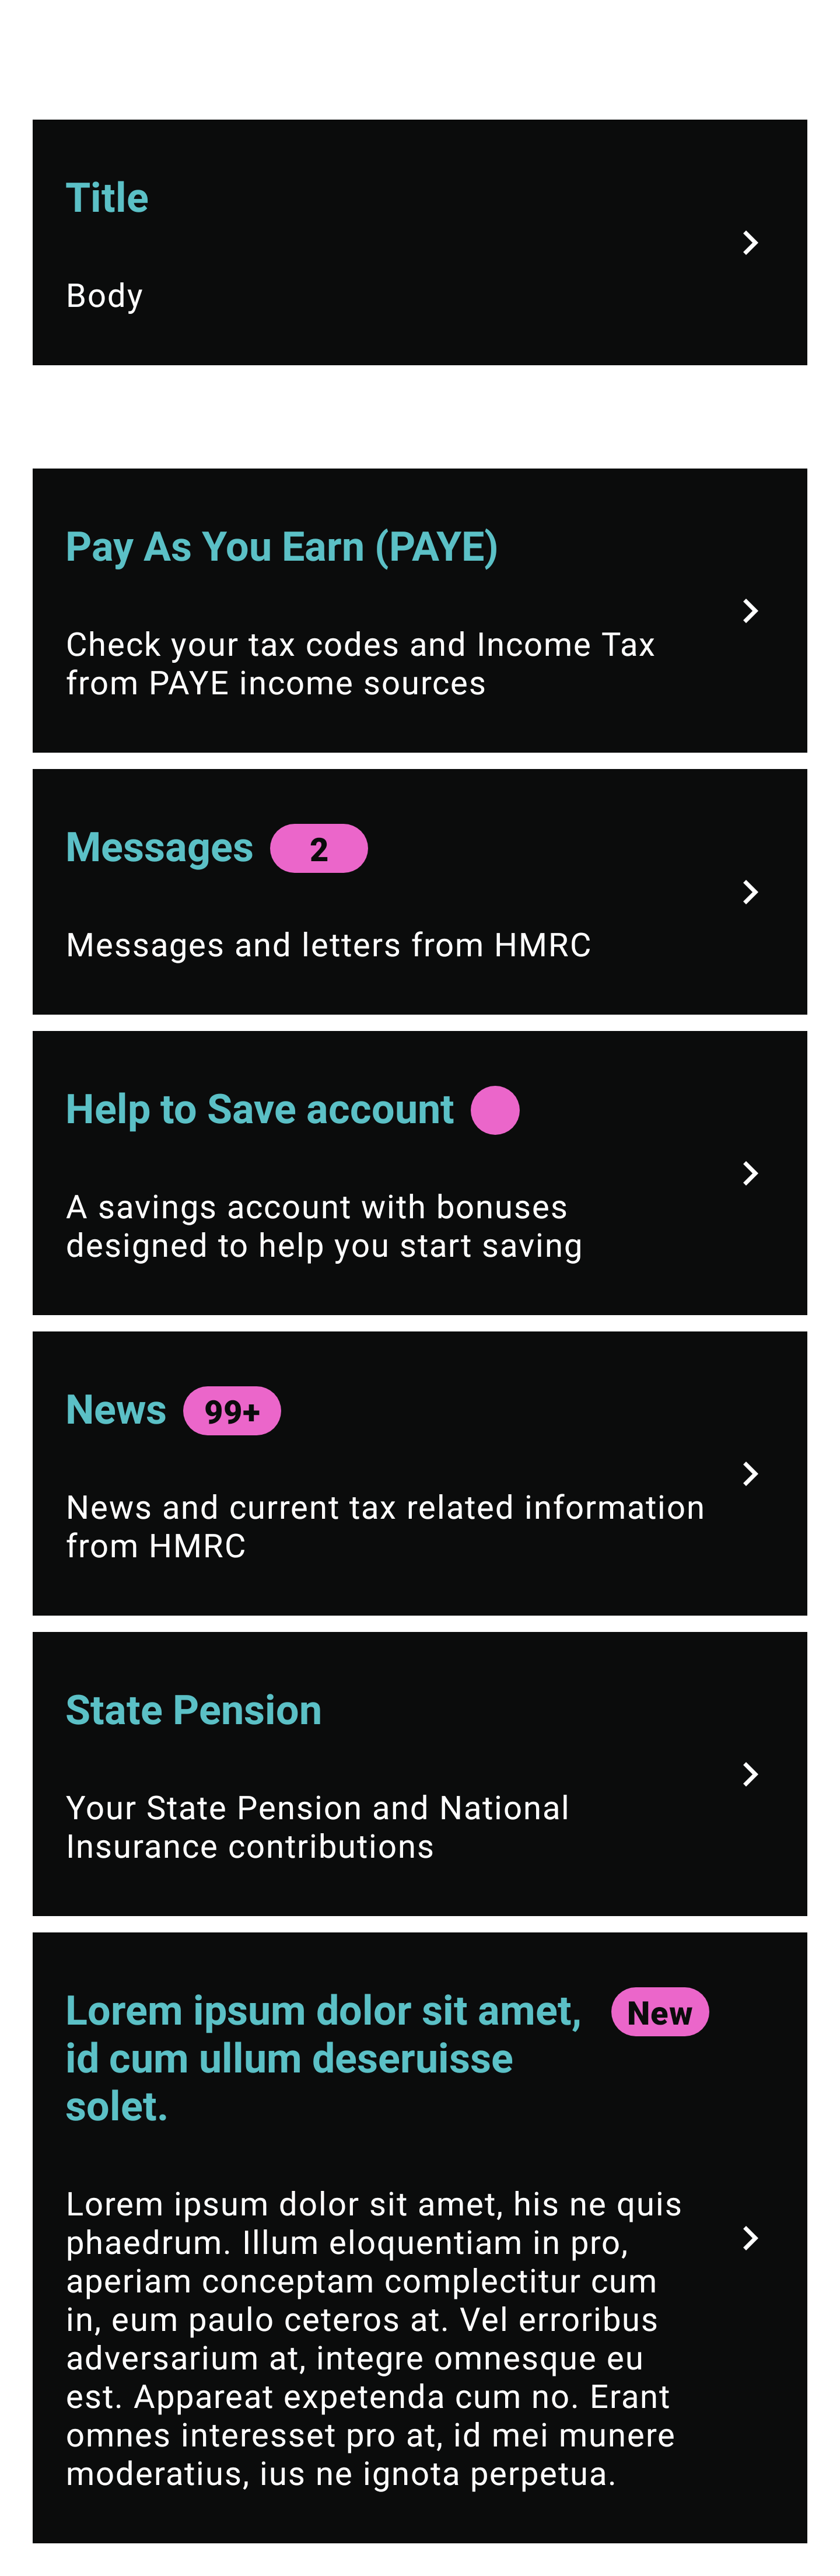 Title
Body
Pay As You Earn (PAYE)
Check your tax codes and Income Tax
from PAYE income sources
Messages 2
Messages and letters from HMRC
Help to Save account
A savings account with bonuses
designed to help you start saving
News 99+
News and current tax related information
from HMRC
State Pension
Your State Pension and National
Insurance contributions
Lorem ipsum dolor sit amet, New
id cum ullum deseruisse
solet.
Lorem ipsum dolor sit amet, his ne quis
phaedrum. Illum eloquentiam in pro,
aperiam conceptam complectitur cum
in, eum paulo ceteros at. Vel erroribus
adversarium at, integre omnesque eu
est. Appareat expetenda cum no. Erant
omnes interesset pro at, id mei munere
moderatius, ius ne ignota perpetua.